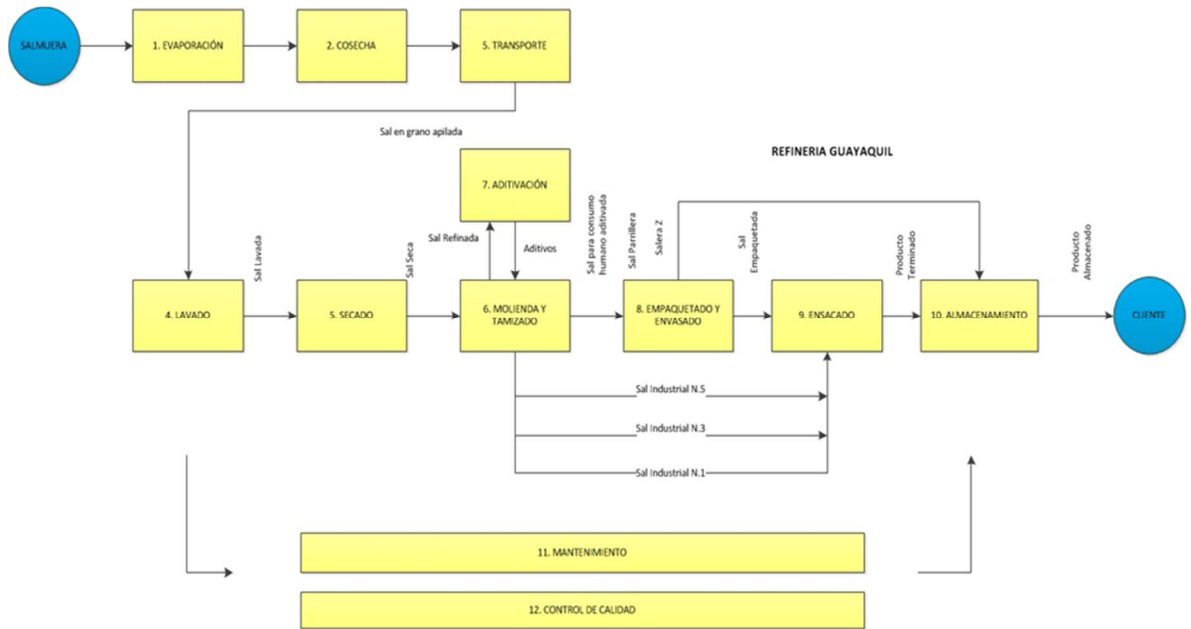 SALMUERA
1. EVAPORACIÓN
2. COSECHA
5. TRANSPORTE
Sal en grano apilada
REFINERIA GUAYAQUIL
7. ADITIVACIÓN
Sal Refinada
Aditivos
Sal Lavada
Sal Seca
Sal para consumo
humano aditivada
Sal Parrillera
Salera 2
Sal
Empaquetada
Producto
Terminado
Producto
Almacenado
4. LAVADO
5. SECADO
6. MOLIENDA Y
TAMIZADO
8. EMPAQUETADO Y
ENVASADO
9. ENSACADO
10. ALMACENAMIENTO
CLIENTE
Sal Industrial N.5
Sal Industrial N.3
Sal Industrial N.1
11. MANTENIMIENTO
12. CONTROL DE CALIDAD